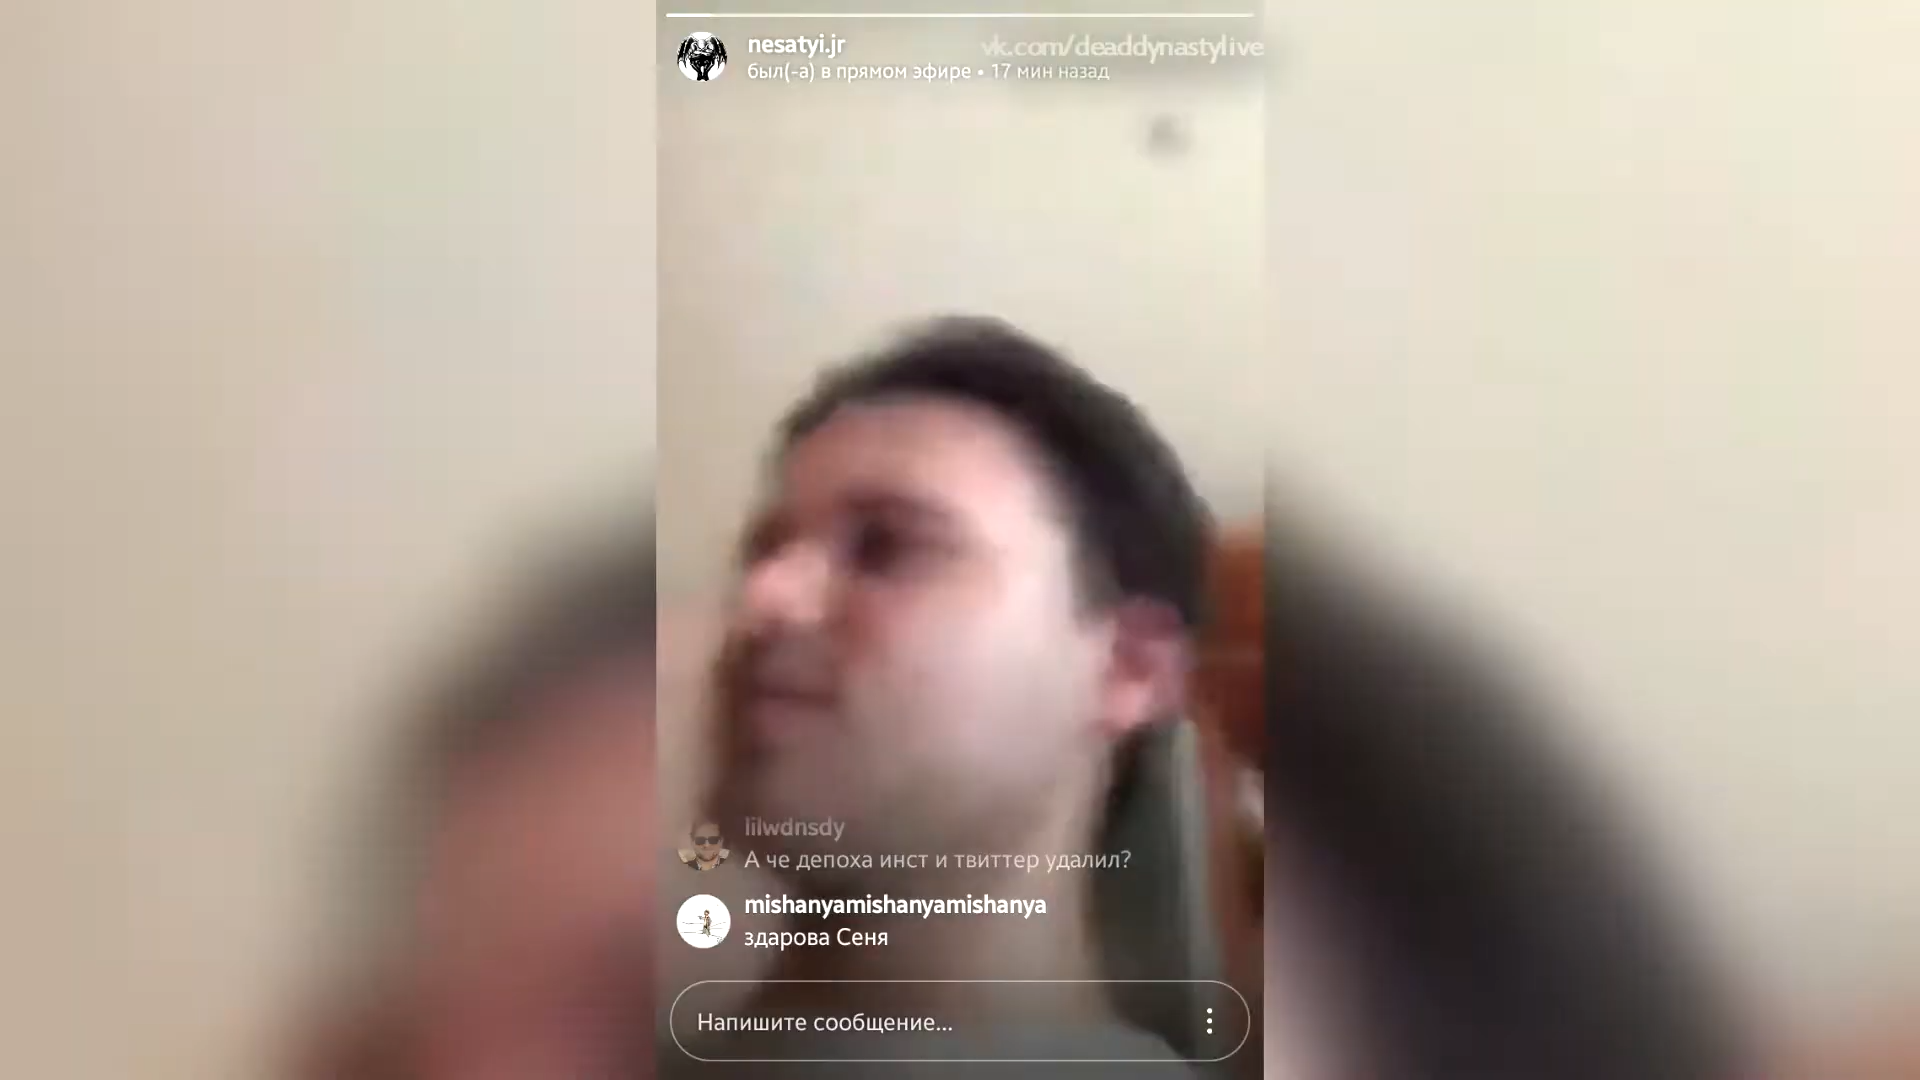 nesatyi.jr
vk.com/deaddynastylive
был(-а) в прямом эфире • 17 мин назад
lilwdnsdy
А че депоха инст и твиттер удалил?
mishanyamishanyamishanya
здарова Сеня
Напишите сообщение...